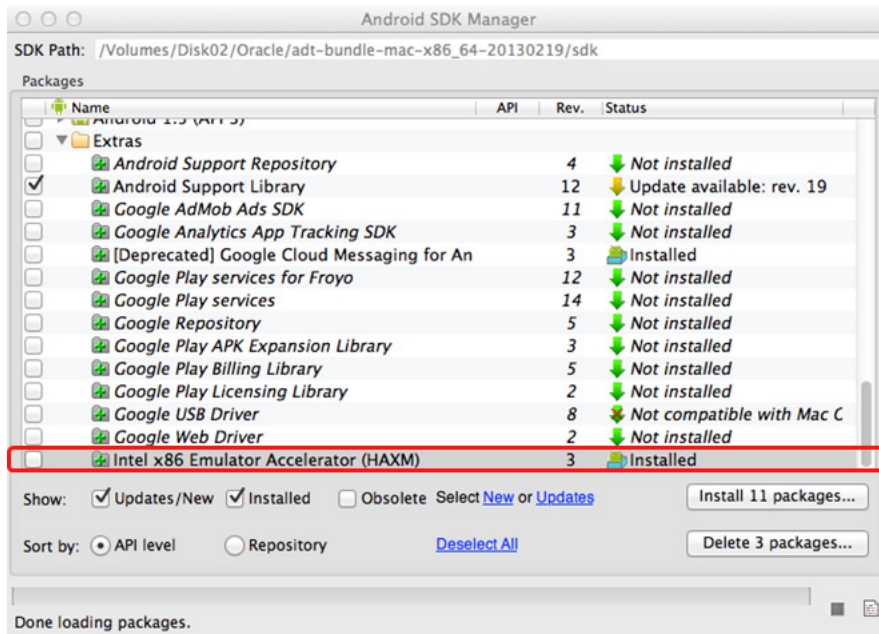 Android SDK Manager
SDK Path: /Volumes/Disk02/Oracle/adt-bundle-mac-x86_64-20130219/sdk
Packages
Name API Rev. Status
Android 1.5 (API 3)
Extras
Android Support Repository 4 Not installed
Android Support Library 12 Update available: rev. 19
Google AdMob Ads SDK 11 Not installed
Google Analytics App Tracking SDK 3 Not installed
[Deprecated] Google Cloud Messaging for An 3 Installed
Google Play services for Froyo 12 Not installed
Google Play services 14 Not installed
Google Repository 5 Not installed
Google Play APK Expansion Library 3 Not installed
Google Play Billing Library 5 Not installed
Google Play Licensing Library 2 Not installed
Google USB Driver 8 Not compatible with Mac O
Google Web Driver 2 Not installed
Intel x86 Emulator Accelerator (HAXM) 3 Installed
Show: Updates/New Installed Obsolete Select New or Updates Install 11 packages...
Sort by: API level Repository Deselect All Delete 3 packages...
Done loading packages.